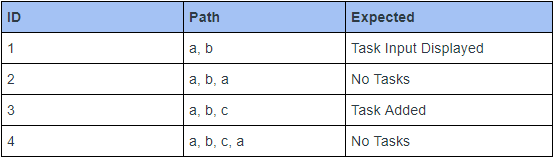 ID Path Expected
1 a, b Task Input Displayed
2 a, b, a No Tasks
3 a, b, c Task Added
4 a, b, c, a No Tasks